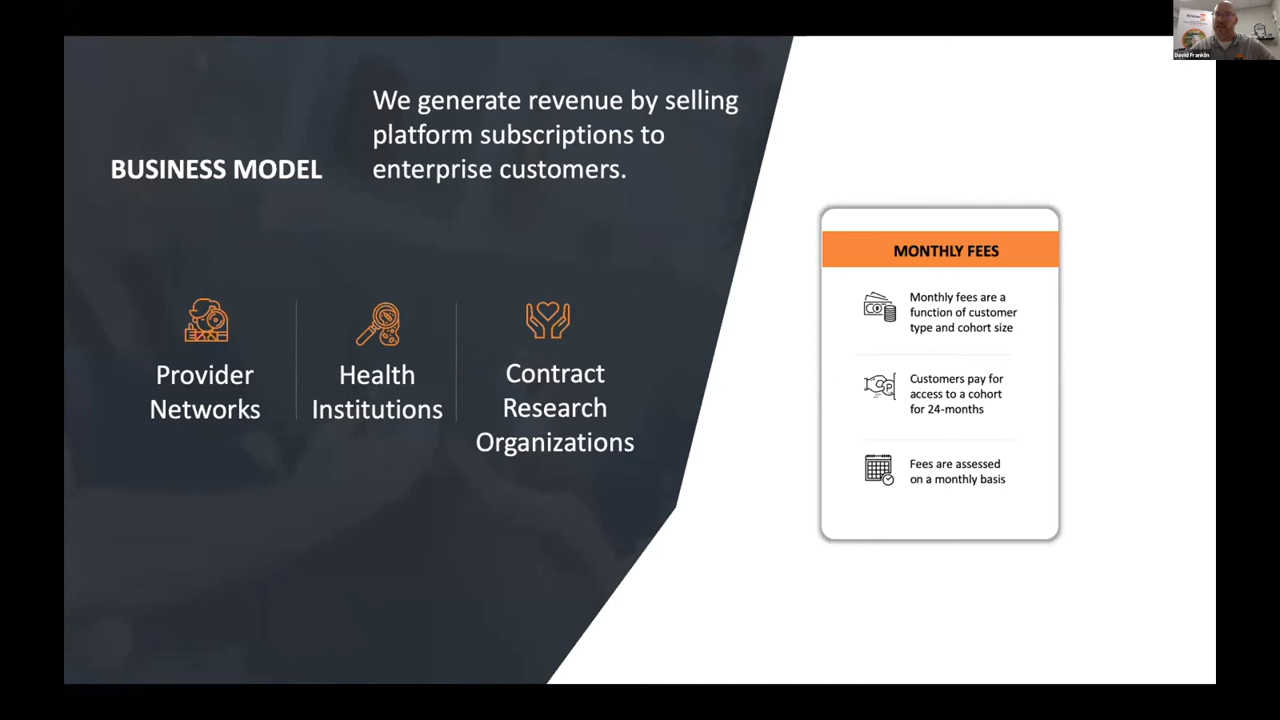 We generate revenue by selling
platform subscriptions to
enterprise customers.
BUSINESS MODEL
Provider
Networks
Health
Institutions
Contract
Research
Organizations
MONTHLY FEES
Monthly fees are a
function of customer
type and cohort size
Customers pay for
access to a cohort
for 24-months
Fees are assessed
on a monthly basis
David Franklin